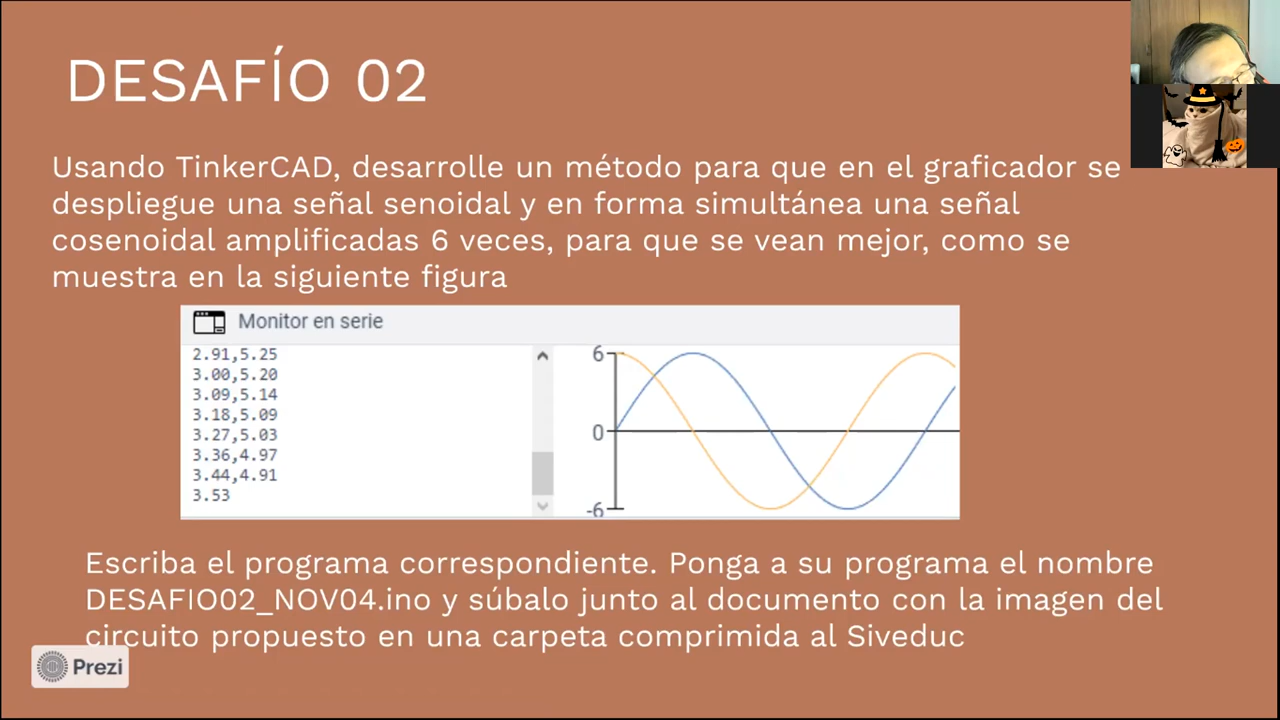 DESAFÍO 02
Usando TinkerCAD, desarrolle un método para que en el graficador se
despliegue una señal senoidal y en forma simultánea una señal
cosenoidal amplificadas 6 veces, para que se vean mejor, como se
muestra en la siguiente figura
Monitor en serie
2.91,5.25
3.00,5.20
3.09,5.14
3.18,5.09
3.27,5.03
3.36,4.97
3.44,4.91
3.53
6
0
-6
Escriba el programa correspondiente. Ponga a su programa el nombre
DESAFIO02_NOV04.ino y súbalo junto al documento con la imagen del
circuito propuesto en una carpeta comprimida al Siveduc
Prezi